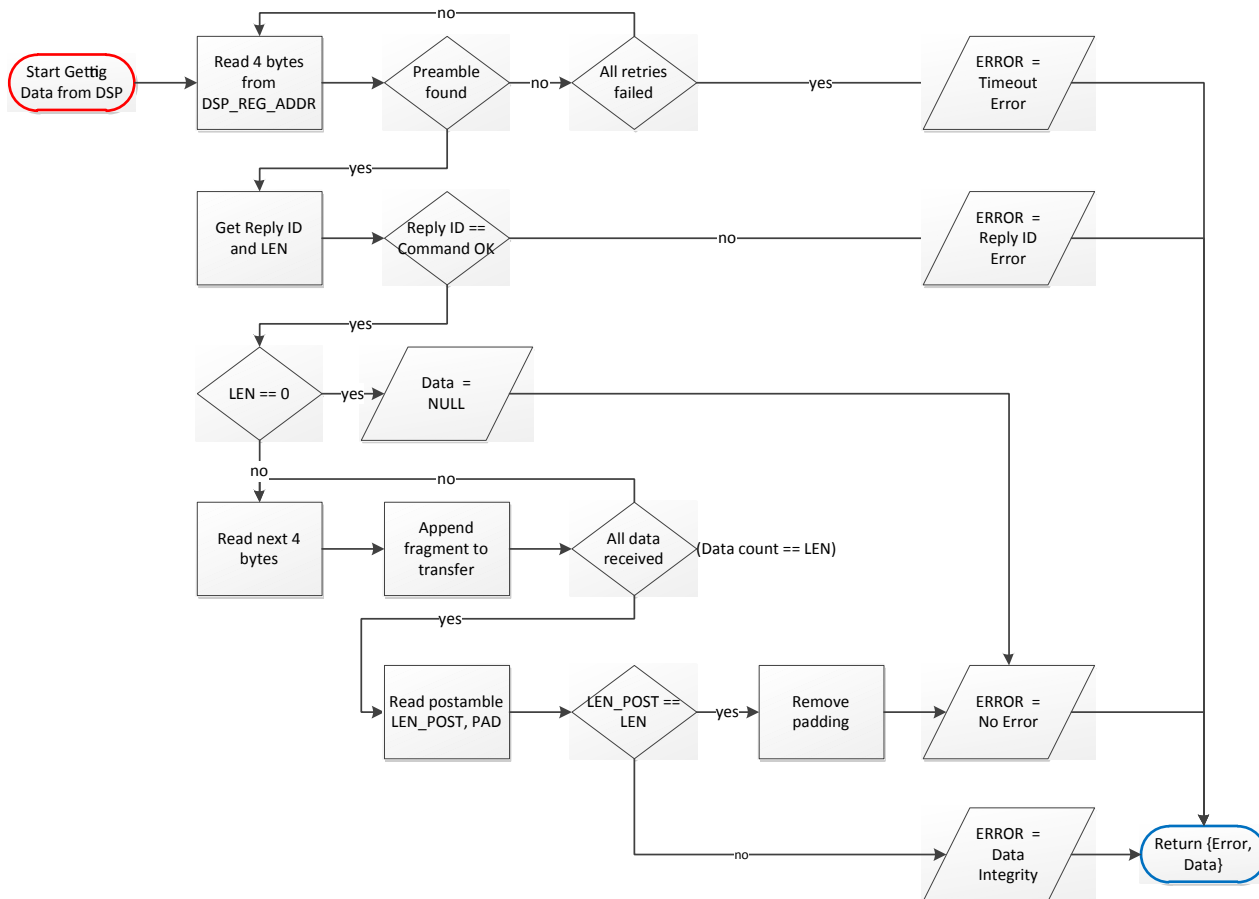 no
Start Gettig
Data from DSP
Read 4 bytes
from
DSP_REG_ADDR
Preamble
found
no
All retries
failed
yes
ERROR =
Timeout
Error
yes
Get Reply ID
and LEN
Reply ID ==
Command OK
no
ERROR =
Reply ID
Error
yes
LEN == 0
yes
Data =
NULL
no
no
Read next 4
bytes
Append
fragment to
transfer
All data
received
(Data count == LEN)
yes
Read postamble
LEN_POST, PAD
LEN_POST ==
LEN
yes
Remove
padding
ERROR =
No Error
no
ERROR =
Data
Integrity
Return {Error,
Data}